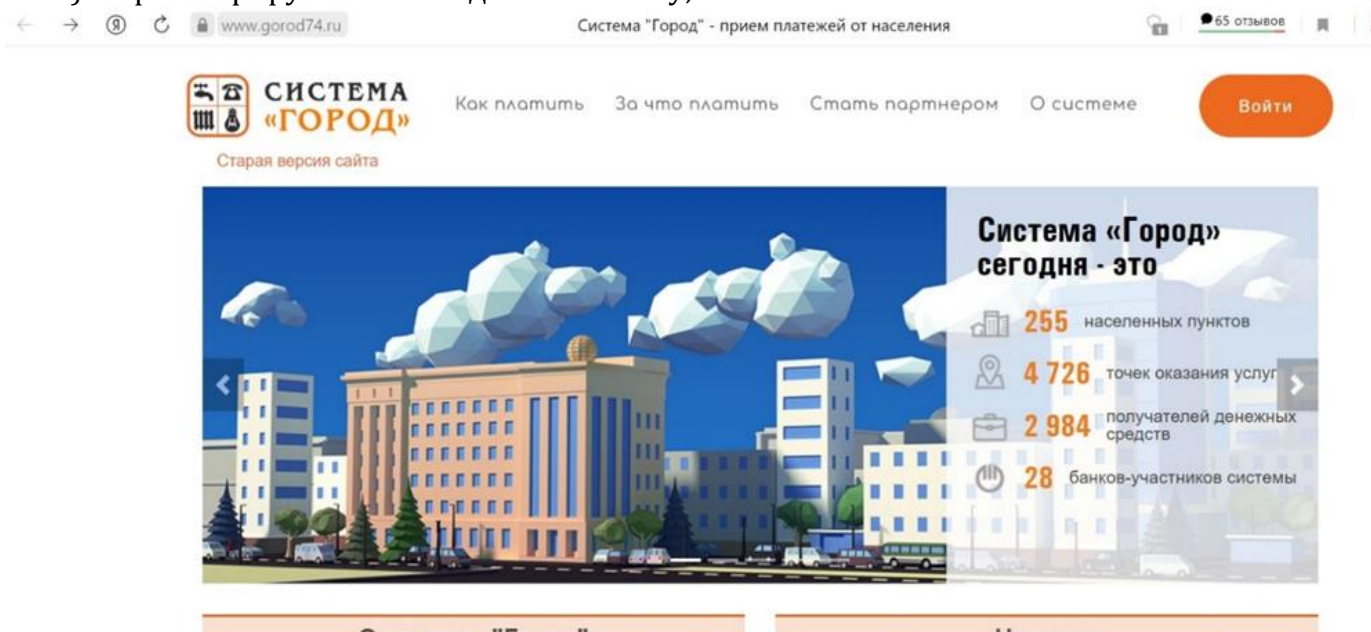 www.gorod74.ru Система "Город" - прием платежей от населения 65 отзывов
СИСТЕМА
«ГОРОД»
Старая версия сайта
Как платить За что платить Стать партнером О системе Войти
Система «Город»
сегодня - это
255 населенных пунктов
4 726 точек оказания услуг
2 984 получателей денежных
средств
28 банков-участников системы